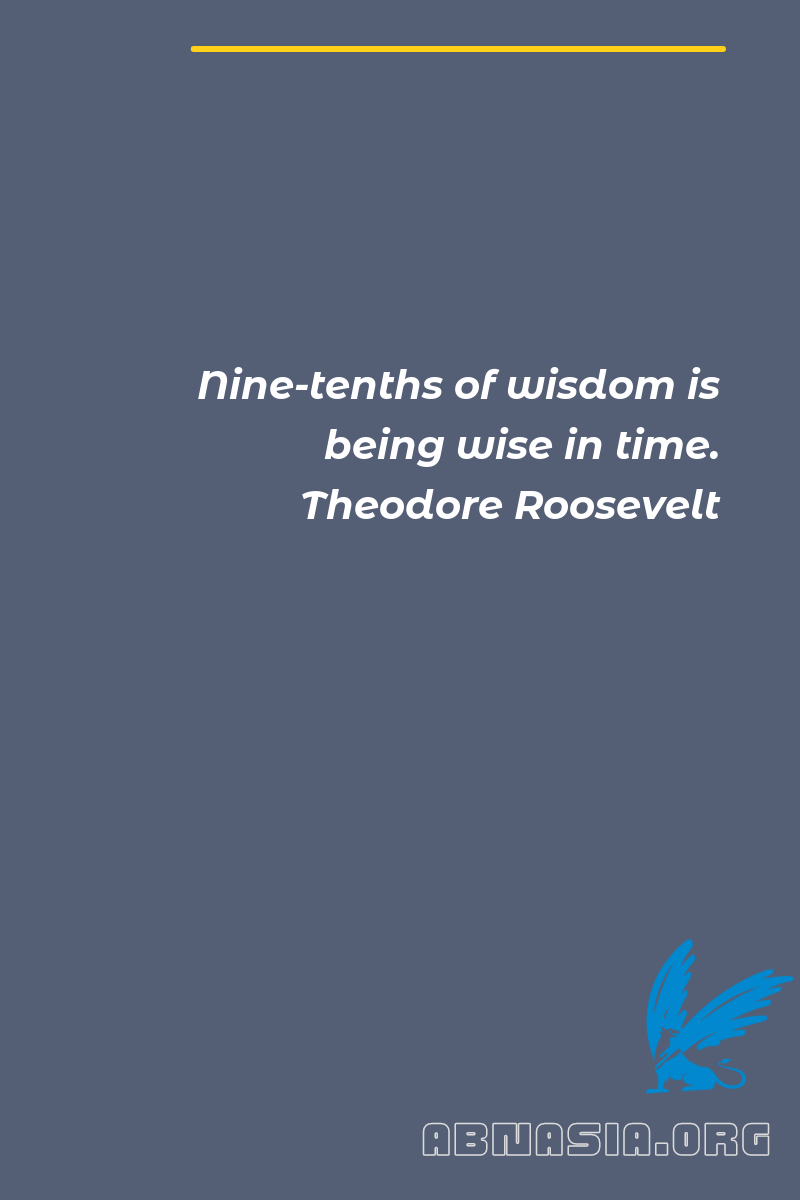 Nine-tenths of wisdom is
being wise in time.
Theodore Roosevelt
ABNASIA.ORG